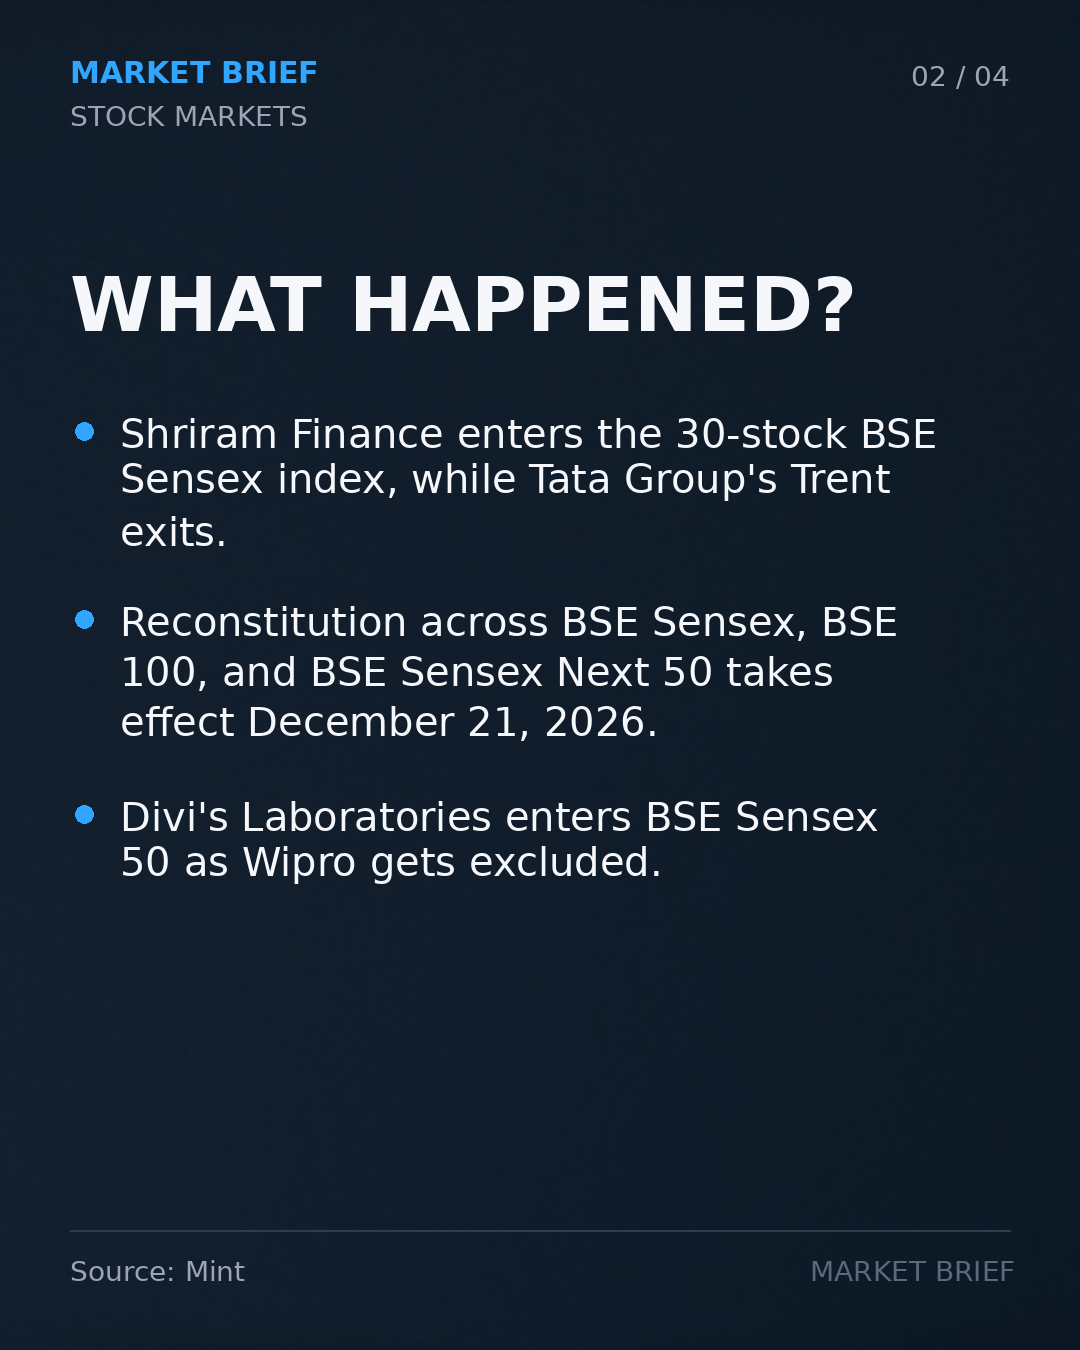 MARKET BRIEF
02 / 04
STOCK MARKETS
WHAT HAPPENED?
Shriram Finance enters the 30-stock BSE
Sensex index, while Tata Group's Trent
exits.
Reconstitution across BSE Sensex, BSE
100, and BSE Sensex Next 50 takes
effect December 21, 2026.
Divi's Laboratories enters BSE Sensex
50 as Wipro gets excluded.
Source: Mint
MARKET BRIEF